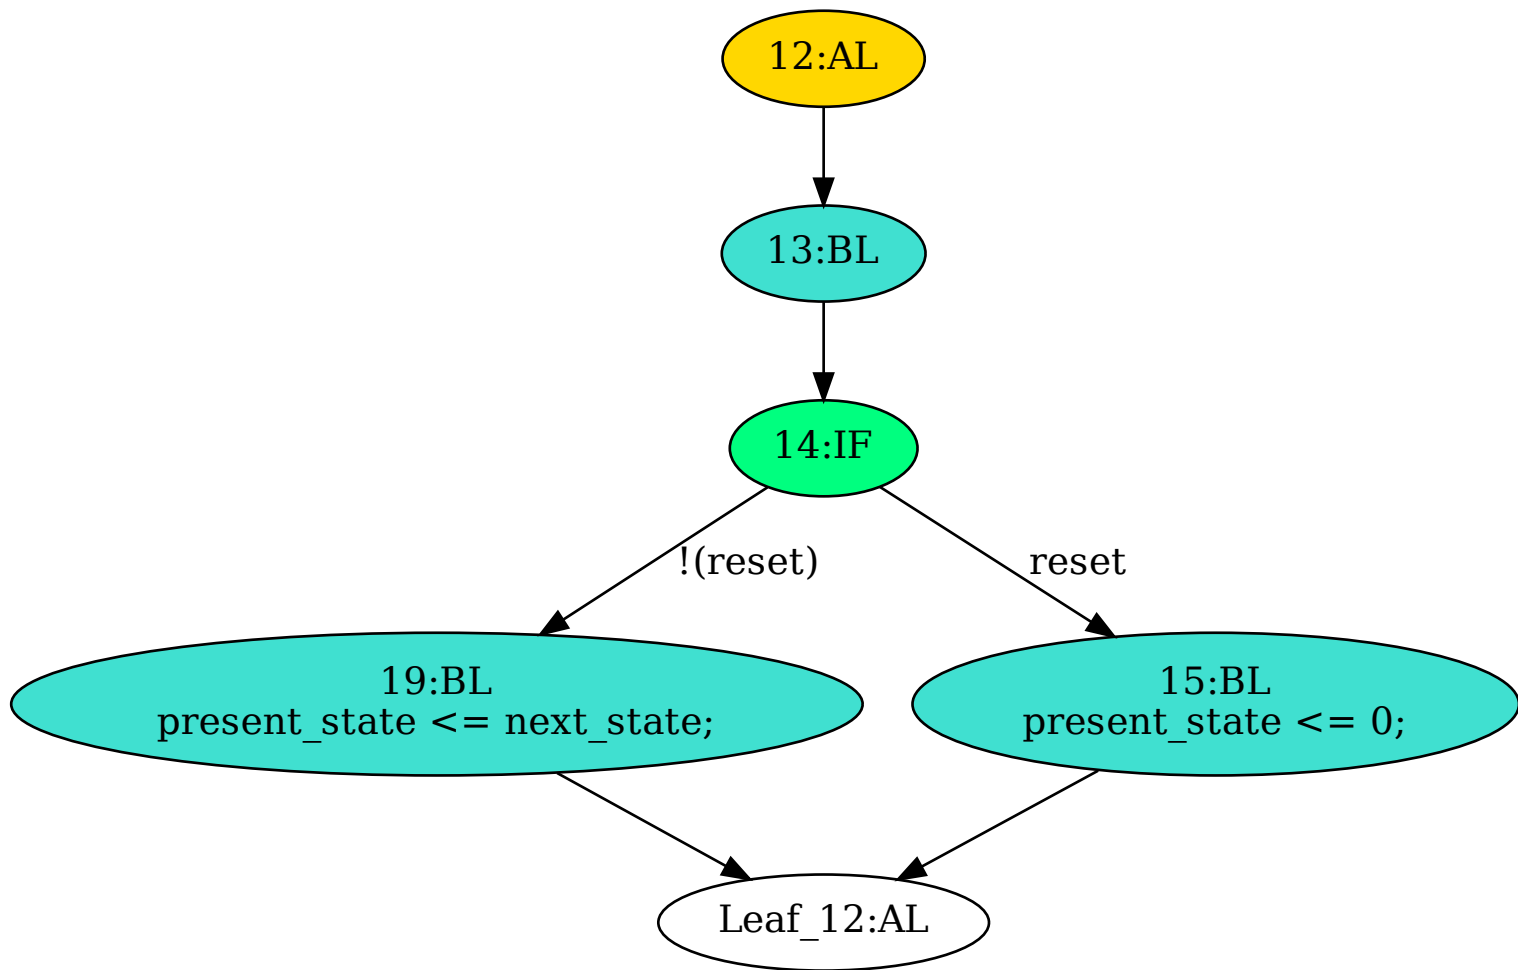 12:AL
13:BL
14:IF
!(reset)
reset
19:BL
present_state <= next_state;
15:BL
present_state <= 0;
Leaf_12:AL